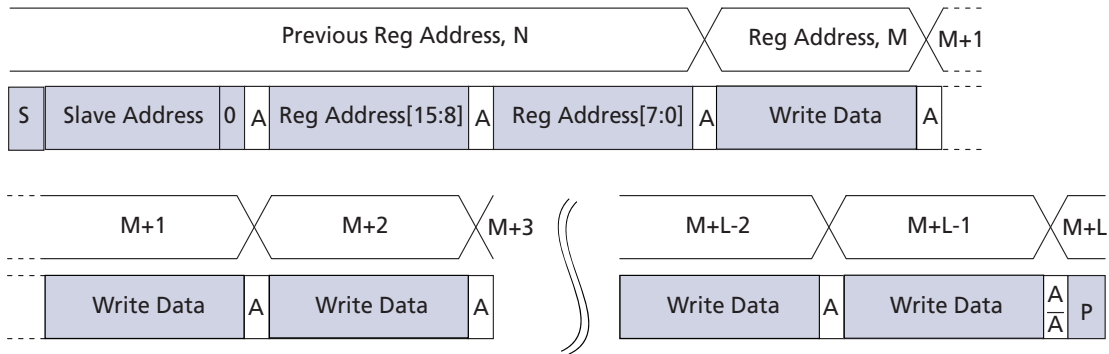 Previous Reg Address, N Reg Address, M M+1
S Slave Address 0 A Reg Address[15:8] A Reg Address[7:0] A Write Data A
M+1 M+2 M+3 M+L-2 M+L-1 M+L
Write Data A Write Data A Write Data A Write Data A/A̅ P